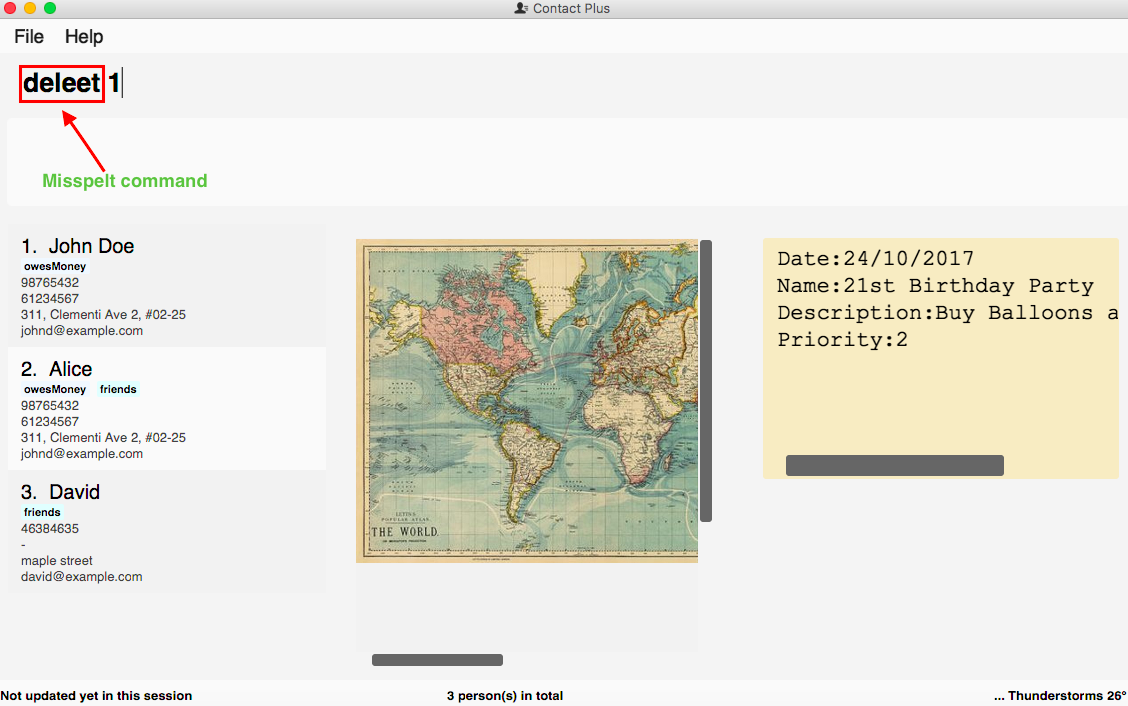 Contact Plus
File Help
deleet 1
Misspelt command
1. John Doe
owesMoney
98765432
61234567
311, Clementi Ave 2, #02-25
johnd@example.com
2. Alice
owesMoney friends
98765432
61234567
311, Clementi Ave 2, #02-25
johnd@example.com
3. David
friends
46384635
-
maple street
david@example.com
LETTS'S
POPULAR ATLAS.
THE WORLD.
ON MERCATOR'S PROJECTION
Date:24/10/2017
Name:21st Birthday Party
Description:Buy Balloons a
Priority:2
Not updated yet in this session
3 person(s) in total
... Thunderstorms 26°